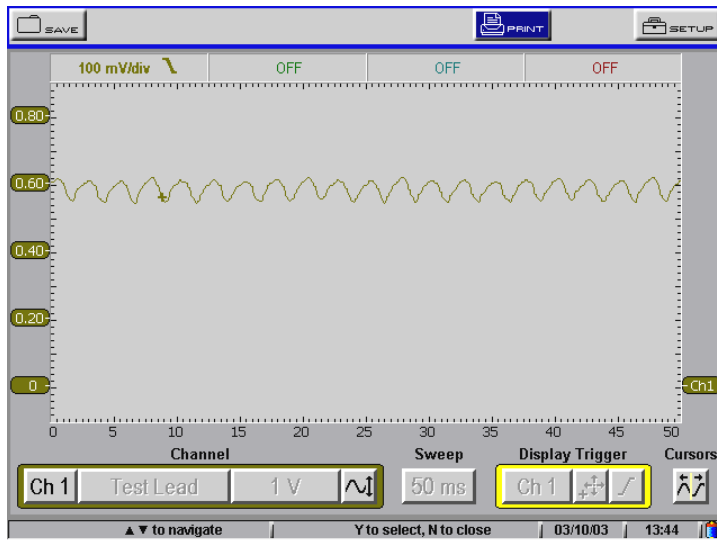 SAVE PRINT SETUP
100 mV/div OFF OFF OFF
0.80
0.60
0.40
0.20
0 Ch1
0 5 10 15 20 25 30 35 40 45 50
Channel Sweep Display Trigger Cursors
Ch 1 Test Lead 1 V 50 ms Ch 1
▲ ▼ to navigate Y to select, N to close 03/10/03 13:44